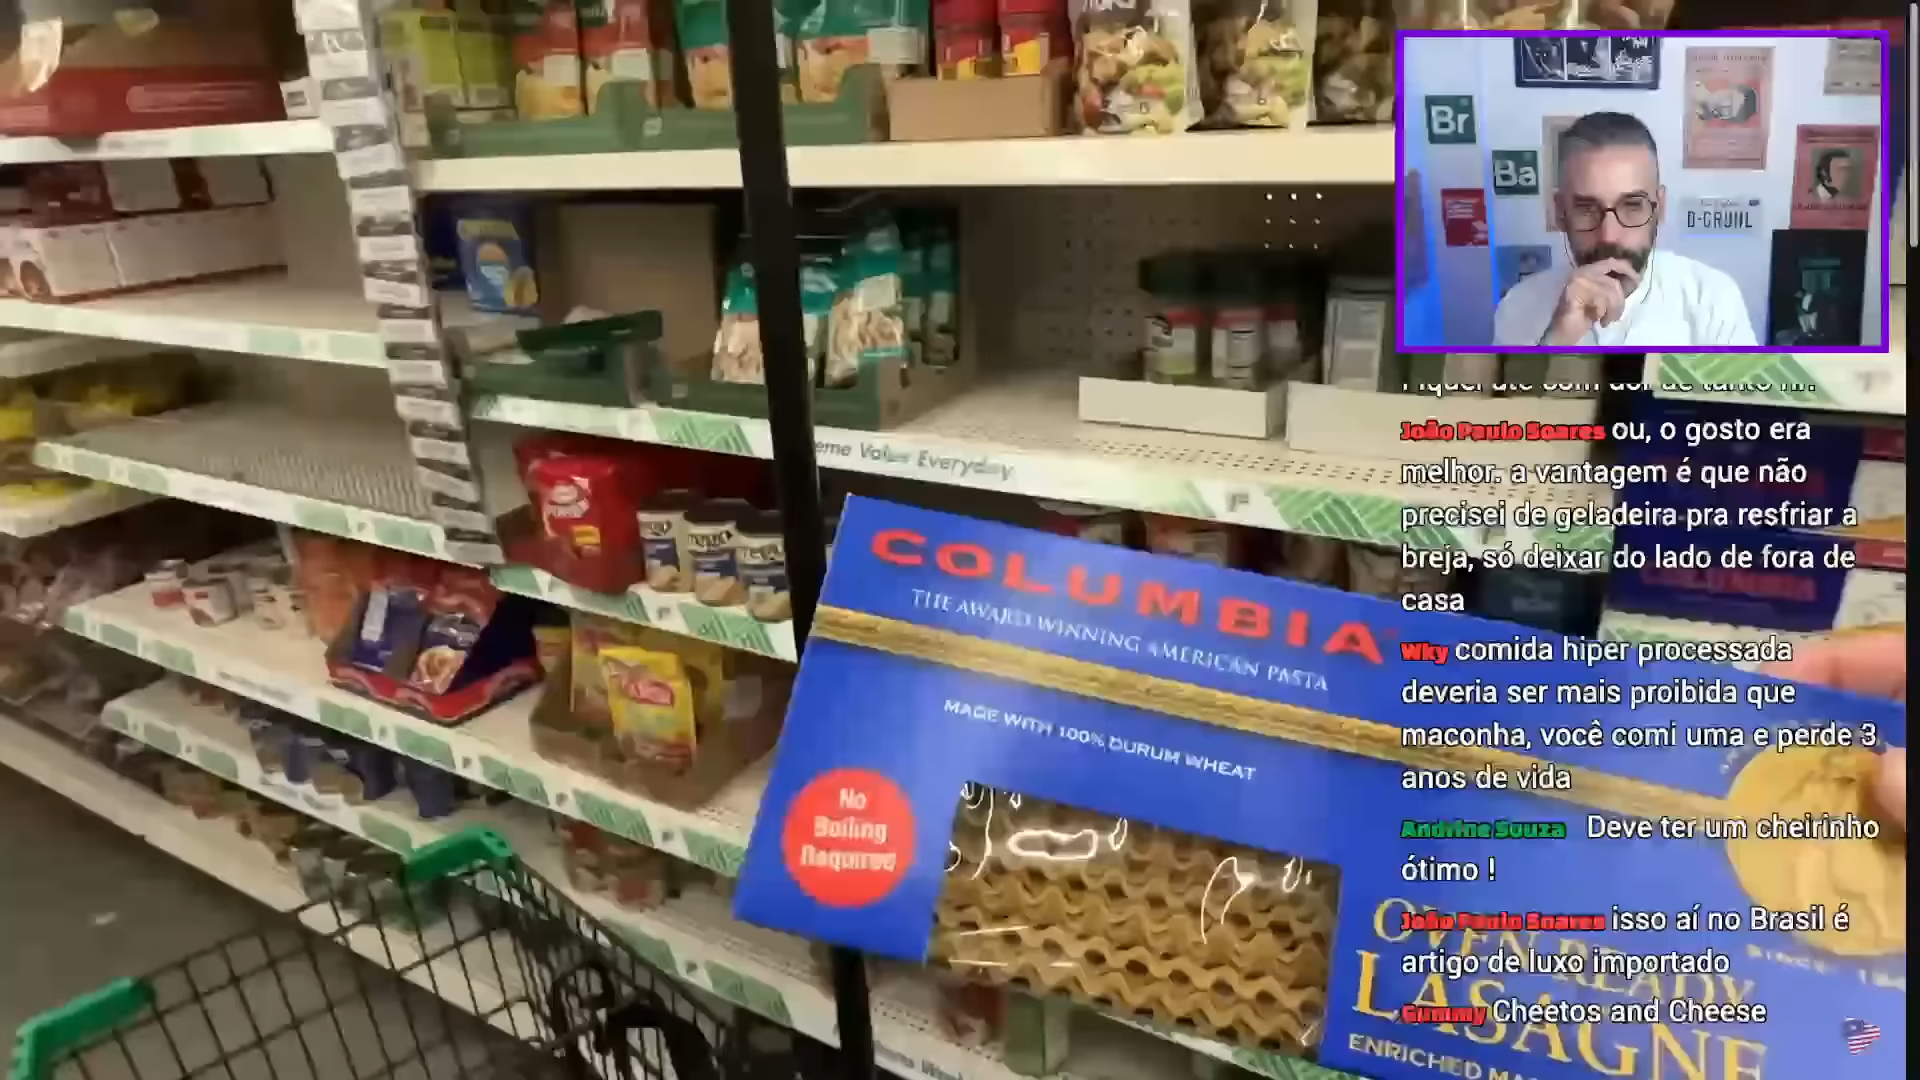 Br
Ba
D-GRUNL
eme Value Everyday
COLUMBIA
THE AWARD WINNING AMERICAN PASTA
MADE WITH 100% DURUM WHEAT
No
Boiling
Required
OVEN READY
LASAGNE
ENRICHED
João Paulo Soares ou, o gosto era
melhor. a vantagem é que não
precisei de geladeira pra resfriar a
breja, só deixar do lado de fora de
casa
Wky comida hiper processada
deveria ser mais proibida que
maconha, você comi uma e perde 3
anos de vida
Andrine Souza Deve ter um cheirinho
ótimo !
João Paulo Soares isso aí no Brasil é
artigo de luxo importado
Gummy Cheetos and Cheese